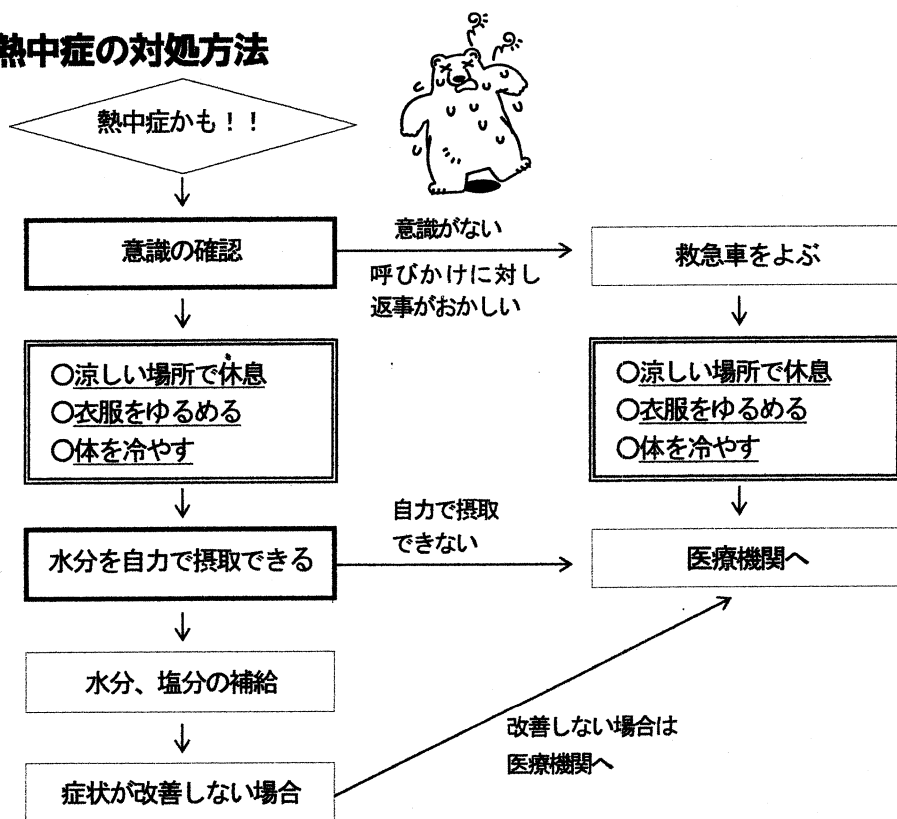 熱中症の対処方法
熱中症かも！！
意識の確認
意識がない
呼びかけに対し
返事がおかしい
救急車をよぶ
○涼しい場所で休息
○衣服をゆるめる
○体を冷やす
○涼しい場所で休息
○衣服をゆるめる
○体を冷やす
水分を自力で摂取できる
自力で摂取
できない
医療機関へ
水分、塩分の補給
症状が改善しない場合
改善しない場合は
医療機関へ